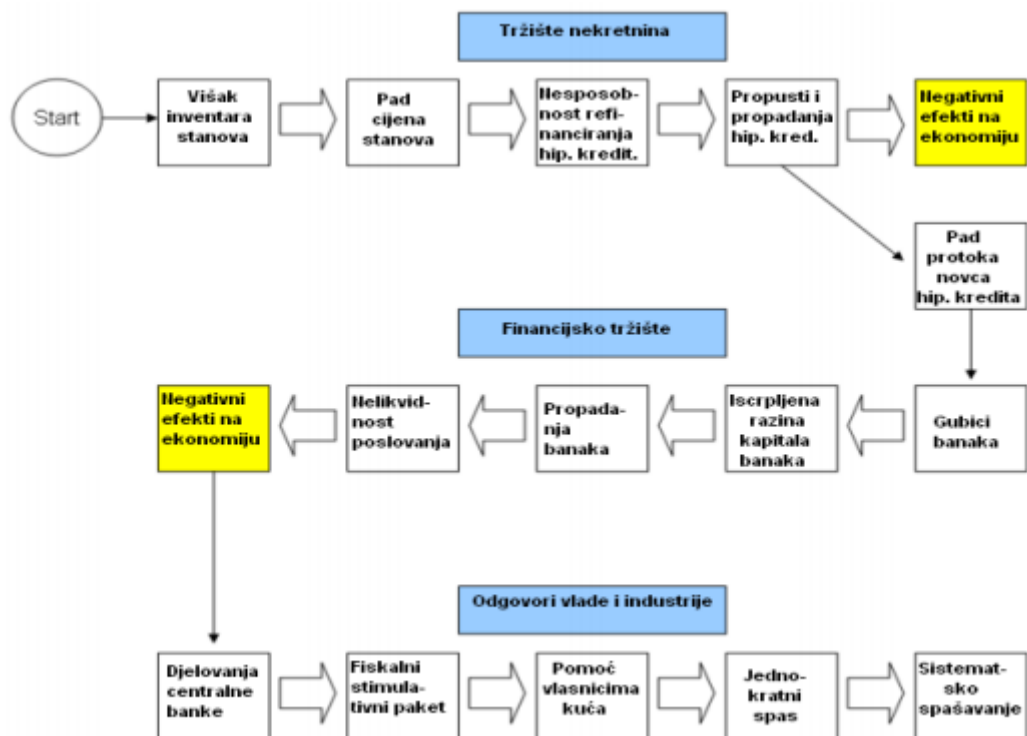 Tržište nekretnina
Start
Višak
inventara
stanova
Pad
cijena
stanova
Nesposob-
nost refi-
nanciranja
hip. kredit.
Propusti i
propadanja
hip. kred.
Negativni
efekti na
ekonomiju
Pad
protoka
novca
hip. kredita
Financijsko tržište
Negativni
efekti na
ekonomiju
Nelikvid-
nost
poslovanja
Propada-
nja
banaka
Iscrpljena
razina
kapitala
banaka
Gubici
banaka
Odgovori vlade i industrije
Djelovanja
centralne
banke
Fiskalni
stimula-
tivni paket
Pomoć
vlasnicima
kuća
Jedno-
kratni
spas
Sistemat-
sko
spašavanje